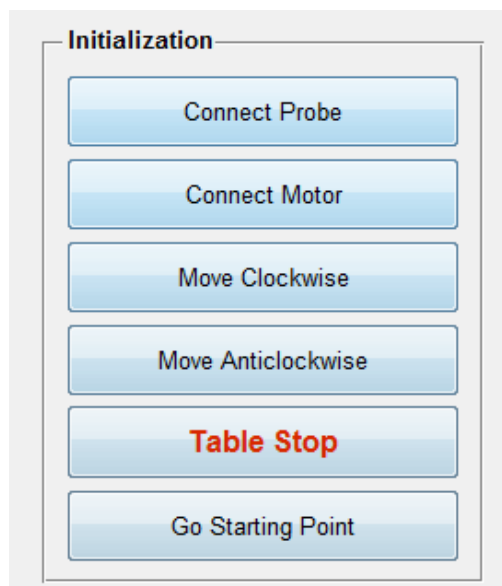 Initialization
Connect Probe
Connect Motor
Move Clockwise
Move Anticlockwise
Table Stop
Go Starting Point